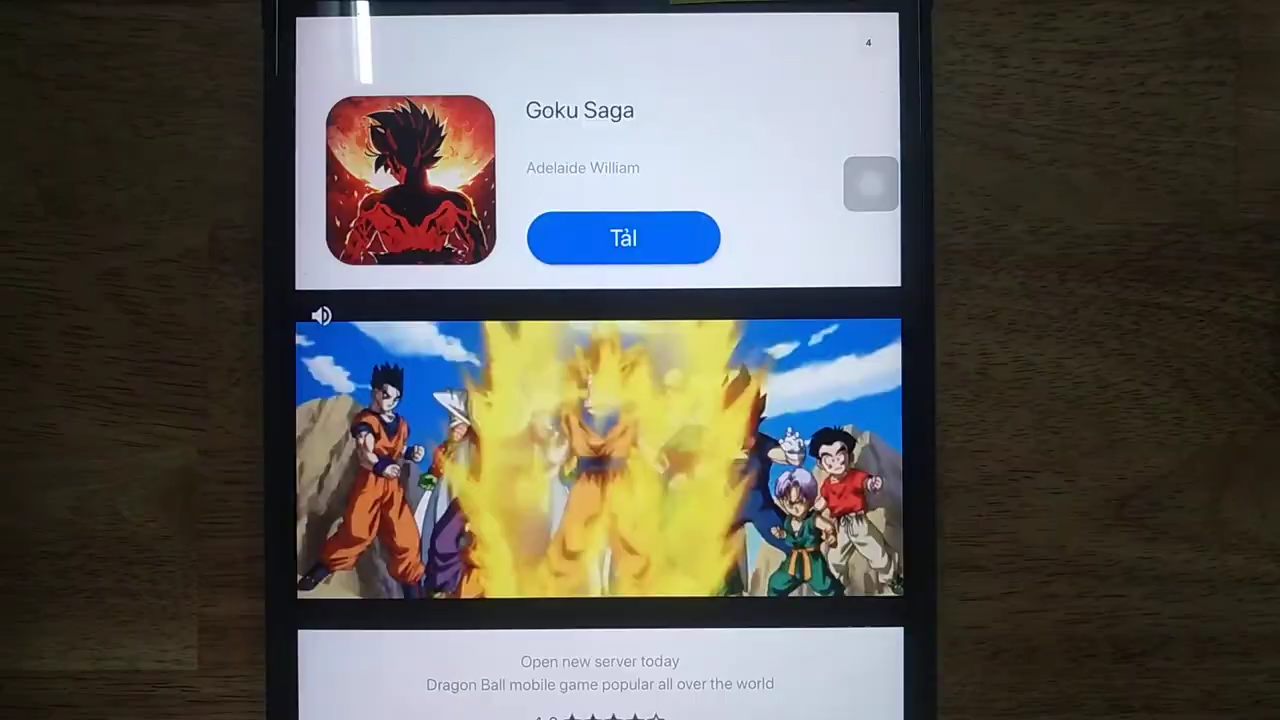 4
Goku Saga
Adelaide William
Tải
Open new server today
Dragon Ball mobile game popular all over the world